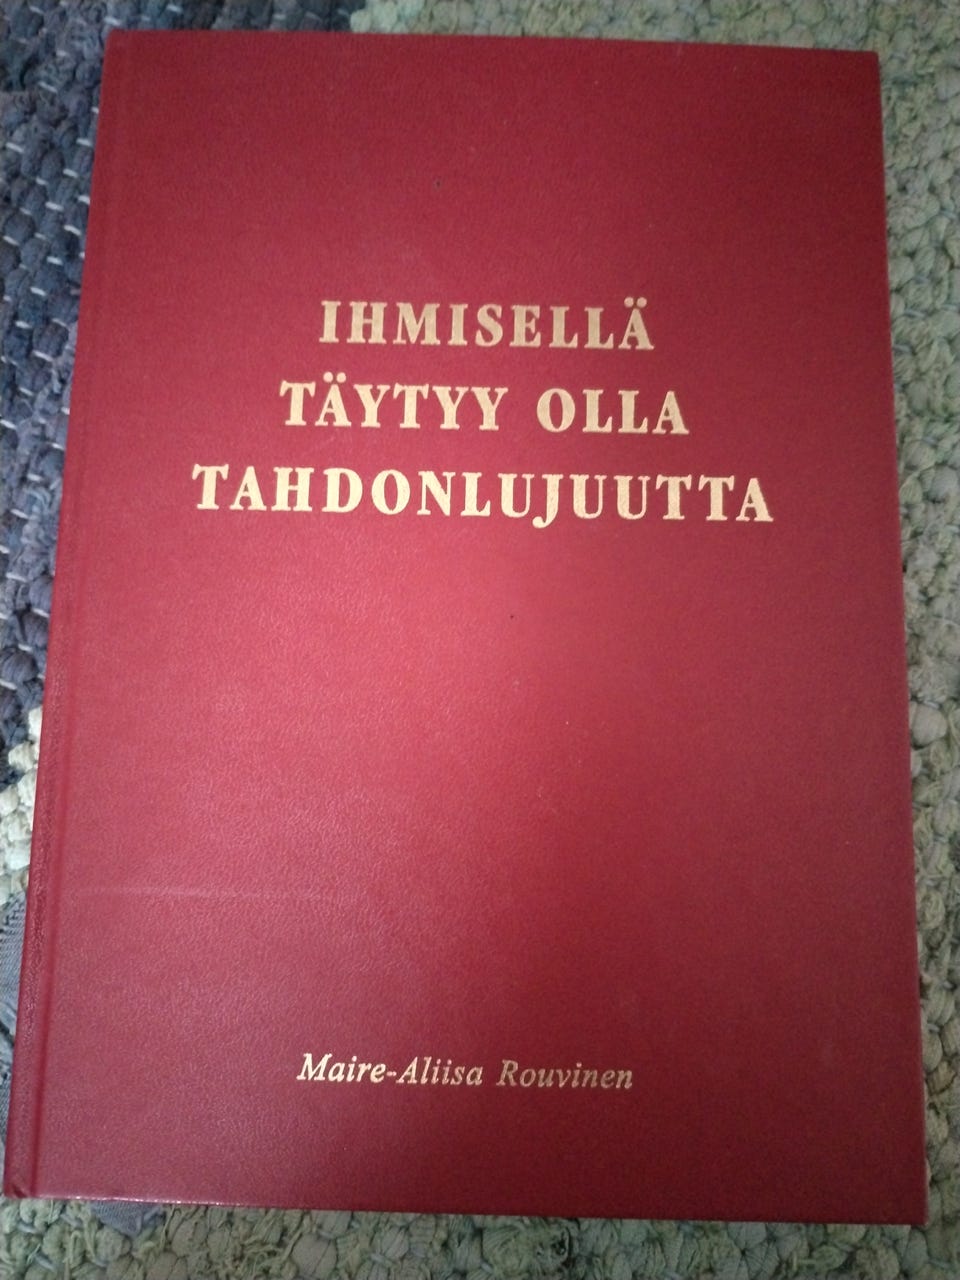 IHMISELLÄ
TÄYTYY OLLA
TAHDONLUJUUTTA
Maire-Aliisa Rouvinen